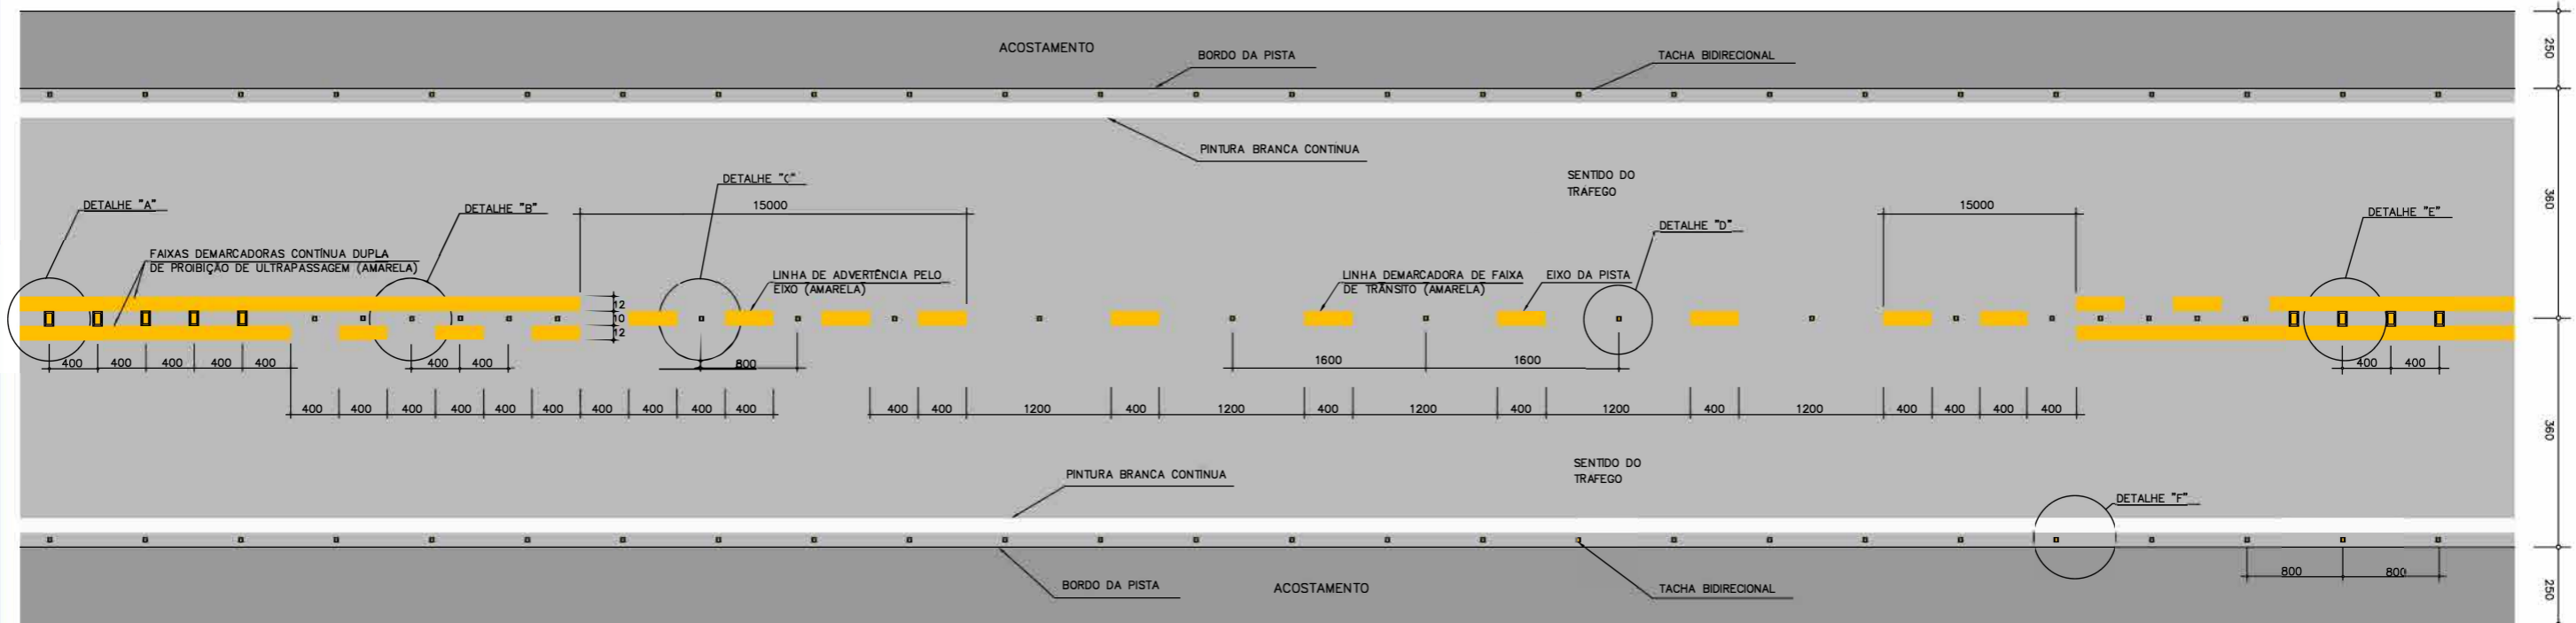 ACOSTAMENTO
BORDO DA PISTA
TACHA BIDIRECIONAL
250
PINTURA BRANCA CONTÍNUA
SENTIDO DO
TRÁFEGO
360
DETALHE "C"
DETALHE "A"
DETALHE "B"
15000
15000
DETALHE "D"
DETALHE "E"
FAIXAS DEMARCADORAS CONTÍNUA DUPLA
DE PROIBIÇÃO DE ULTRAPASSAGEM (AMARELA)
LINHA DE ADVERTÊNCIA PELO
EIXO (AMARELA)
LINHA DEMARCADORA DE FAIXA
DE TRÂNSITO (AMARELA)
EIXO DA PISTA
12
10
12
400 400 400 400 400
400 400
800
1600 1600
400 400
400 400 400 400 400 400 400 400 400 400
400 400 1200 400 1200 400 1200 400 1200 400 1200 400 400 400 400
360
PINTURA BRANCA CONTÍNUA
SENTIDO DO
TRAFEGO
DETALHE "F"
800 800
BORDO DA PISTA
ACOSTAMENTO
TACHA BIDIRECIONAL
250